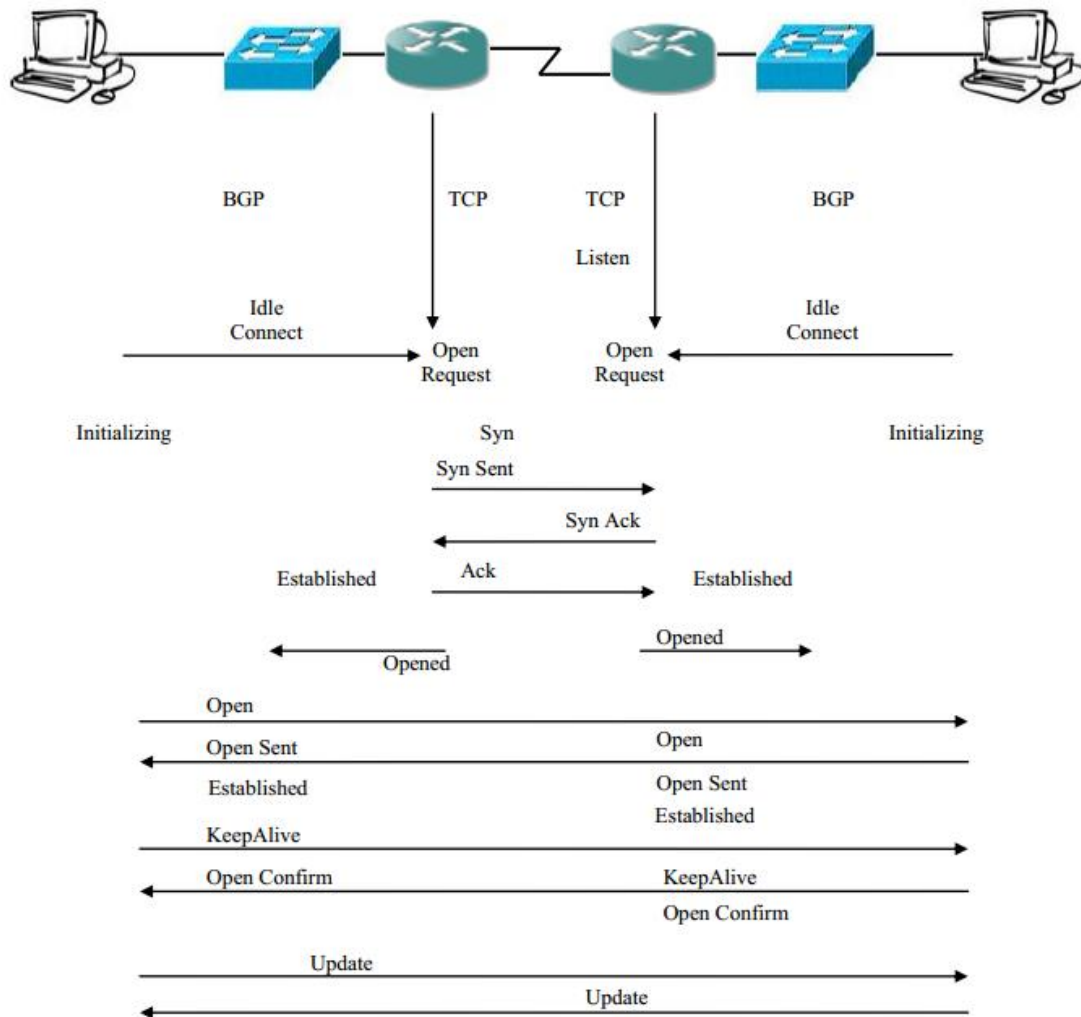 BGP TCP TCP BGP
Listen
Idle
Connect
Idle
Connect
Open
Request
Open
Request
Initializing Syn Initializing
Syn Sent
Syn Ack
Established Ack Established
Opened
Opened
Open
Open
Open Sent
Established
Open Sent
Established
KeepAlive
Open Confirm
KeepAlive
Open Confirm
Update
Update